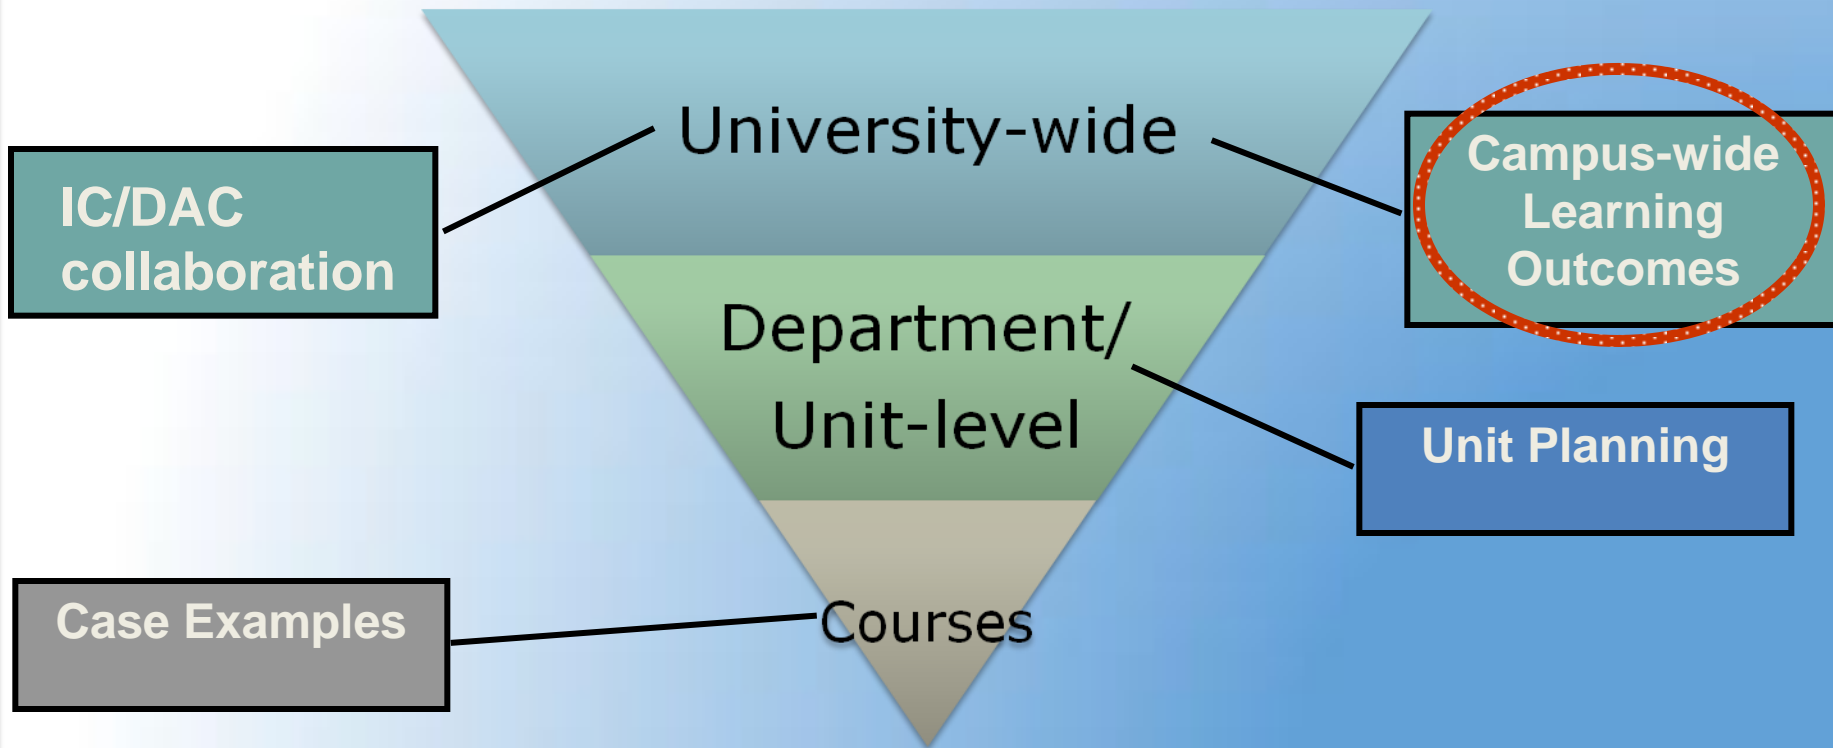 University-wide
IC/DAC
collaboration
Campus-wide
Learning
Outcomes
Department/
Unit-level
Unit Planning
Case Examples
Courses